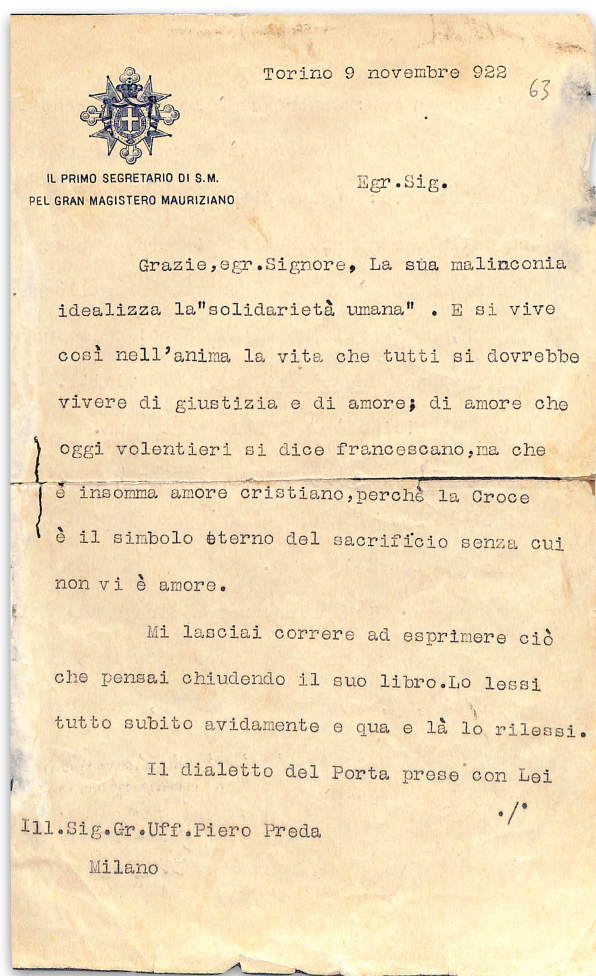 Torino 9 novembre 922
63
IL PRIMO SEGRETARIO DI S.M.
PEL GRAN MAGISTERO MAURIZIANO
Egr.Sig.
Grazie,egr.Signore, La sua malinconia
idealizza la"solidarietà umana" . E si vive
così nell'anima la vita che tutti si dovrebbe
vivere di giustizia e di amore; di amore che
oggi volentieri si dice francescano,ma che
è insomma amore cristiano,perchè la Croce
è il simbolo eterno del sacrificio senza cui
non vi è amore.
Mi lasciai correre ad esprimere ciò
che pensai chiudendo il suo libro.Lo lessi
tutto subito avidamente e qua e là lo rilessi.
Il dialetto del Porta prese con Lei
./.
Ill.Sig.Gr.Uff.Piero Preda
Milano